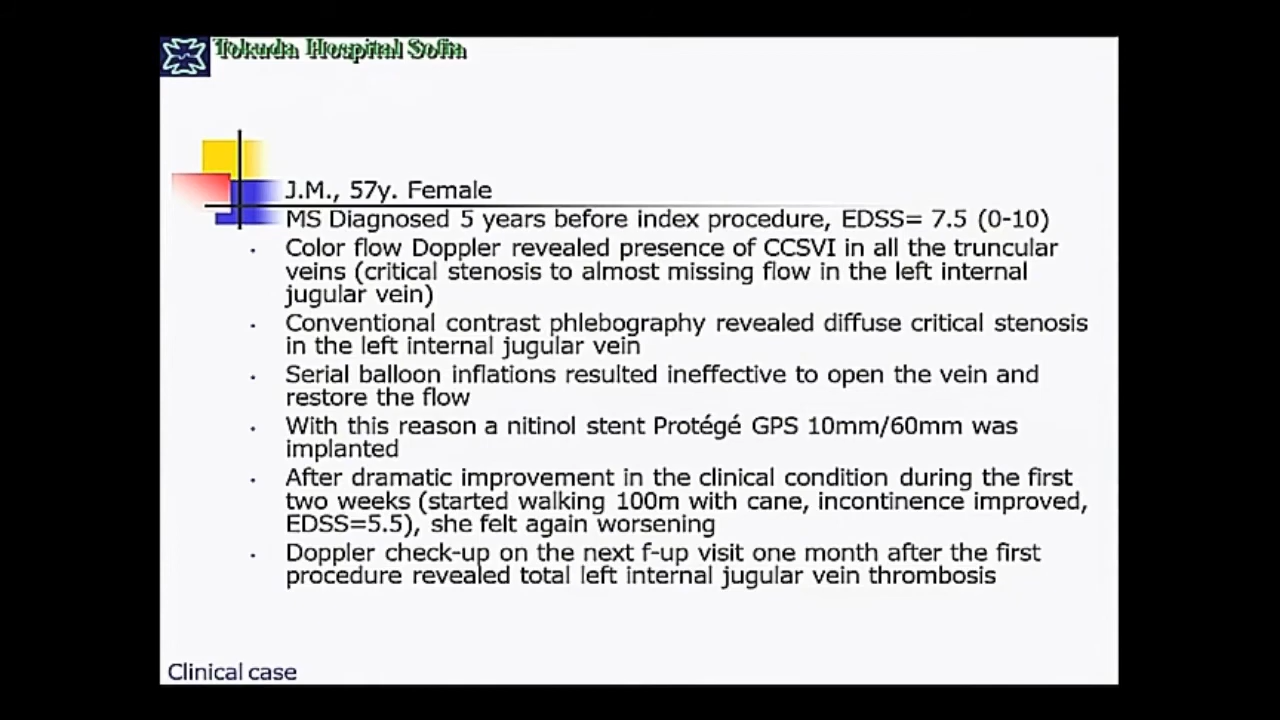 Tokuda Hospital Sofia
J.M., 57y. Female
MS Diagnosed 5 years before index procedure, EDSS= 7.5 (0-10)
· Color flow Doppler revealed presence of CCSVI in all the truncular
veins (critical stenosis to almost missing flow in the left internal
jugular vein)
· Conventional contrast phlebography revealed diffuse critical stenosis
in the left internal jugular vein
· Serial balloon inflations resulted ineffective to open the vein and
restore the flow
· With this reason a nitinol stent Protégé GPS 10mm/60mm was
implanted
· After dramatic improvement in the clinical condition during the first
two weeks (started walking 100m with cane, incontinence improved,
EDSS=5.5), she felt again worsening
· Doppler check-up on the next f-up visit one month after the first
procedure revealed total left internal jugular vein thrombosis
Clinical case